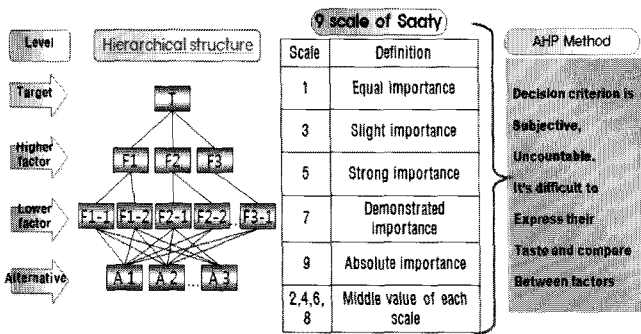 Level
Hierarchical structure
Target
T
Higher
factor
F1 F2 F3
Lower
factor
F1-1 F1-2 F2-1 F2-2 ... F3-1
Alternative
A1 A2 ... A3
9 scale of Saaty
Scale Definition
1 Equal importance
3 Slight importance
5 Strong importance
7 Demonstrated
importance
9 Absolute importance
2,4,6, Middle value of each
8 scale
AHP Method
Decision criterion is
Subjective,
Uncountable.
It's difficult to
Express their
Taste and compare
Between factors